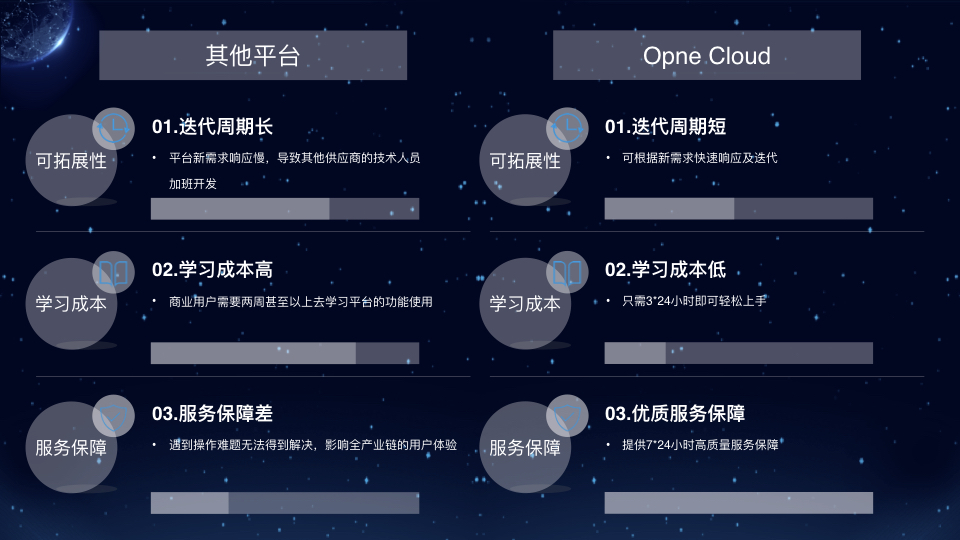 其他平台
可拓展性
01.迭代周期长
• 平台新需求响应慢，导致其他供应商的技术人员
加班开发
学习成本
02.学习成本高
• 商业用户需要两周甚至以上去学习平台的功能使用
服务保障
03.服务保障差
• 遇到操作难题无法得到解决，影响全产业链的用户体验
Opne Cloud
可拓展性
01.迭代周期短
• 可根据新需求快速响应及迭代
学习成本
02.学习成本低
• 只需3*24小时即可轻松上手
服务保障
03.优质服务保障
• 提供7*24小时高质量服务保障